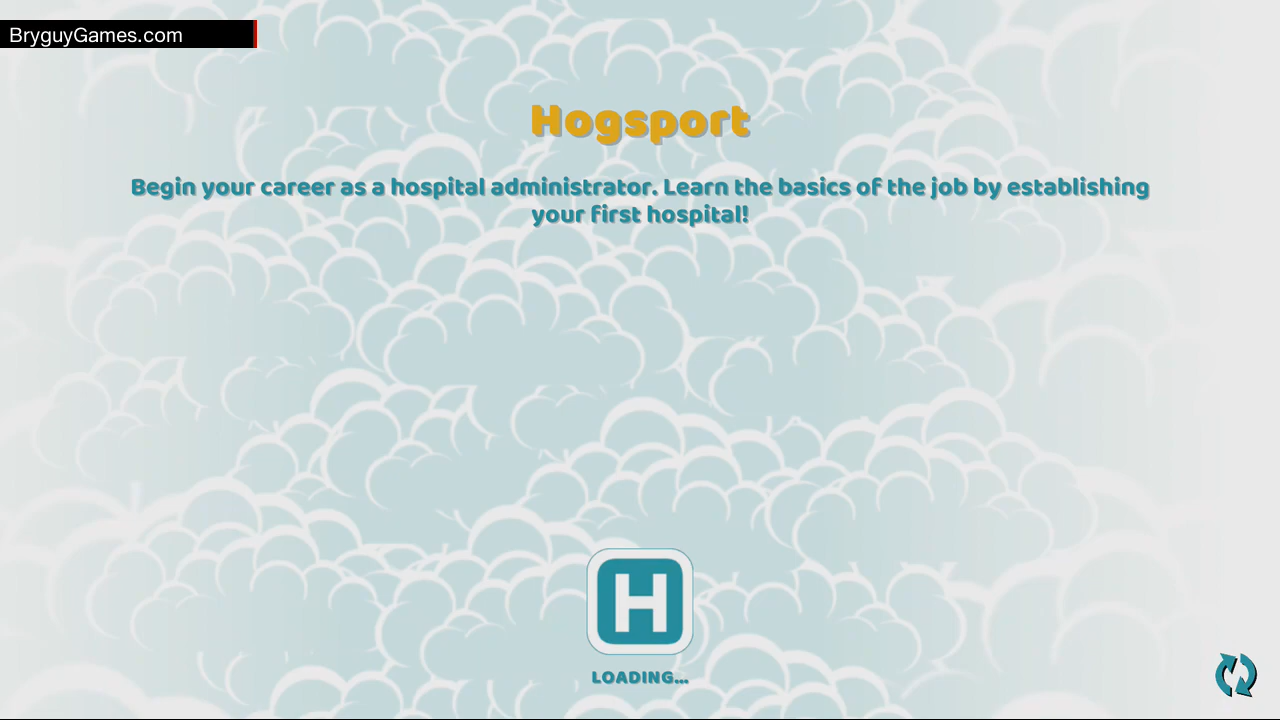 BryguyGames.com
Hogsport
Begin your career as a hospital administrator. Learn the basics of the job by establishing
your first hospital!
H
LOADING...